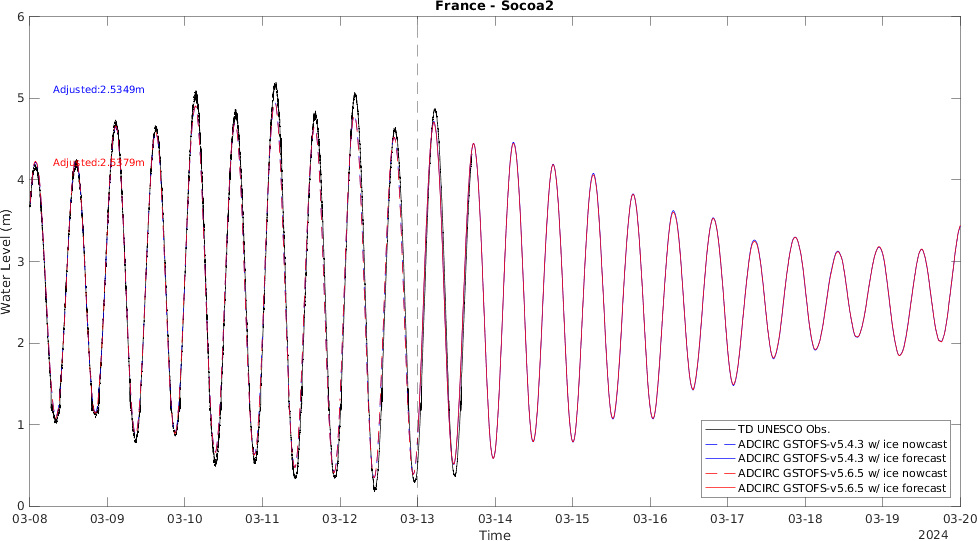 France - Socoa2
6
5
4
3
2
1
0
Water Level (m)
Adjusted:2.5349m
Adjusted:2.5379m
TD UNESCO Obs.
ADCIRC GSTOFS-v5.4.3 w/ ice nowcast
ADCIRC GSTOFS-v5.4.3 w/ ice forecast
ADCIRC GSTOFS-v5.6.5 w/ ice nowcast
ADCIRC GSTOFS-v5.6.5 w/ ice forecast
03-08 03-09 03-10 03-11 03-12 03-13 03-14 03-15 03-16 03-17 03-18 03-19 03-20
Time
2024